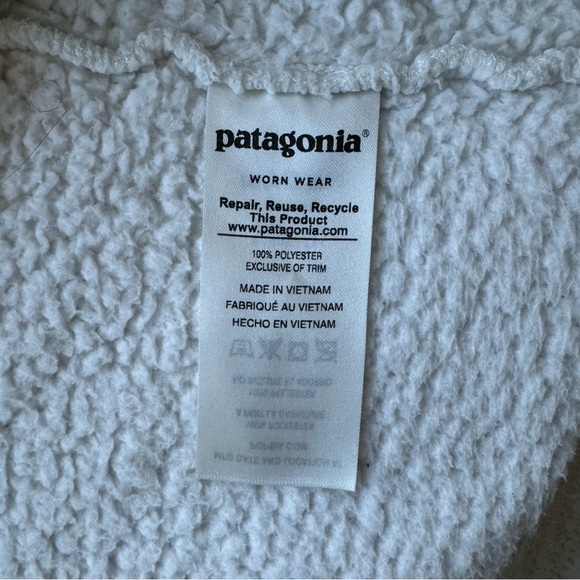 patagonia®
WORN WEAR
Repair, Reuse, Recycle
This Product
www.patagonia.com
100% POLYESTER
EXCLUSIVE OF TRIM
MADE IN VIETNAM
FABRIQUÉ AU VIETNAM
HECHO EN VIETNAM